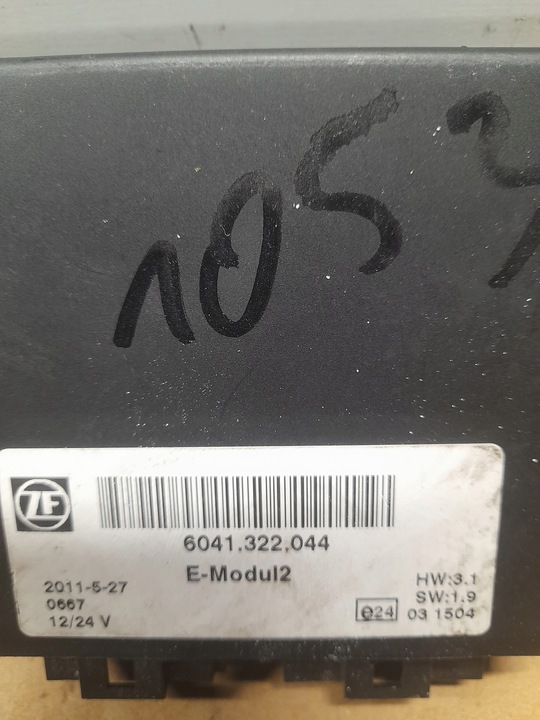 105
ZF
6041.322.044
E-Modul2
2011-5-27
0667
12/24 V
HW:3.1
SW:1.9
e24 03 1504